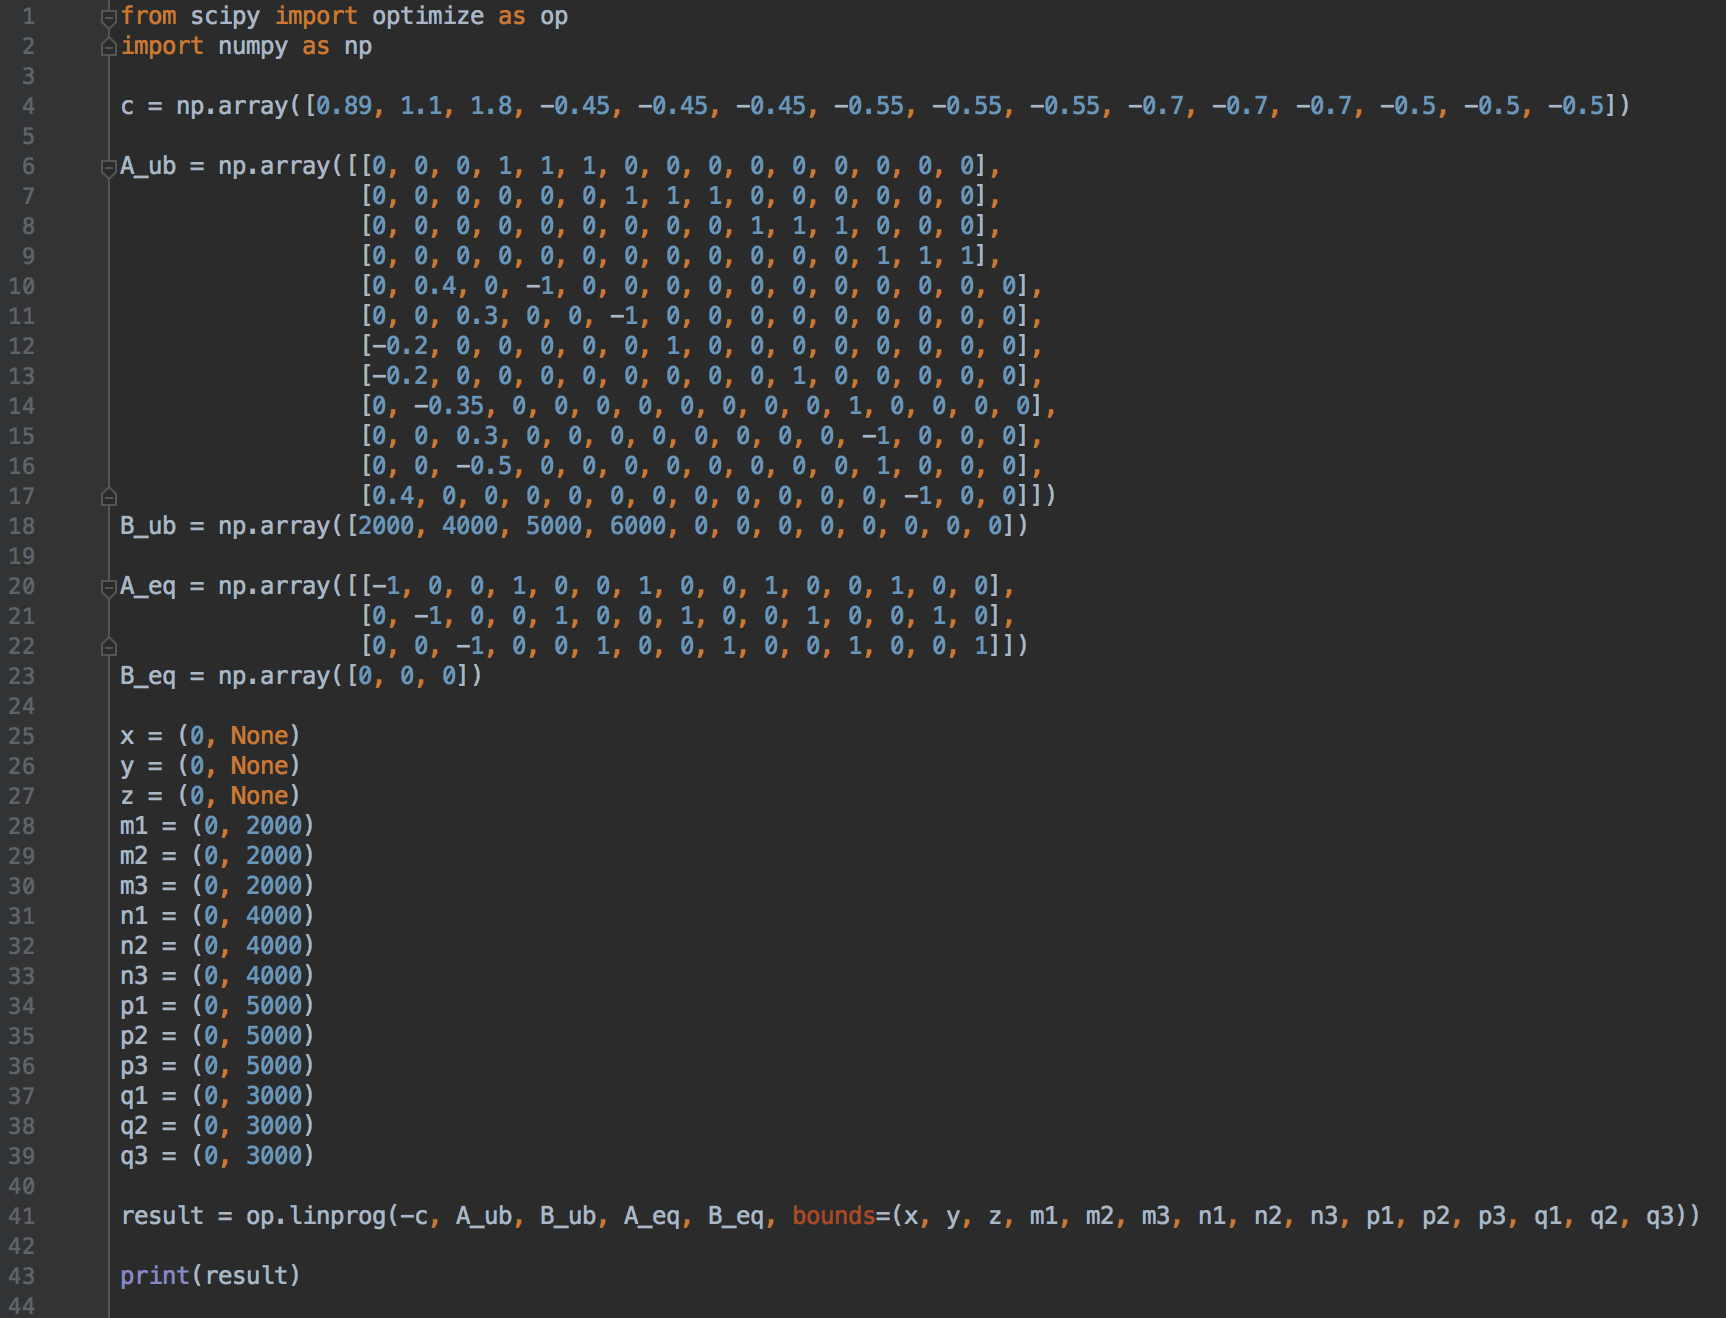 1 from scipy import optimize as op
2 import numpy as np
3
4 c = np.array([0.89, 1.1, 1.8, -0.45, -0.45, -0.45, -0.55, -0.55, -0.55, -0.7, -0.7, -0.7, -0.5, -0.5, -0.5])
5
6 A_ub = np.array([[0, 0, 0, 1, 1, 1, 0, 0, 0, 0, 0, 0, 0, 0, 0],
7 [0, 0, 0, 0, 0, 0, 1, 1, 1, 0, 0, 0, 0, 0, 0],
8 [0, 0, 0, 0, 0, 0, 0, 0, 0, 1, 1, 1, 0, 0, 0],
9 [0, 0, 0, 0, 0, 0, 0, 0, 0, 0, 0, 0, 1, 1, 1],
10 [0, 0.4, 0, -1, 0, 0, 0, 0, 0, 0, 0, 0, 0, 0, 0],
11 [0, 0, 0.3, 0, 0, -1, 0, 0, 0, 0, 0, 0, 0, 0, 0],
12 [-0.2, 0, 0, 0, 0, 0, 1, 0, 0, 0, 0, 0, 0, 0, 0],
13 [-0.2, 0, 0, 0, 0, 0, 0, 0, 0, 1, 0, 0, 0, 0, 0],
14 [0, -0.35, 0, 0, 0, 0, 0, 0, 0, 0, 1, 0, 0, 0, 0],
15 [0, 0, 0.3, 0, 0, 0, 0, 0, 0, 0, 0, -1, 0, 0, 0],
16 [0, 0, -0.5, 0, 0, 0, 0, 0, 0, 0, 0, 1, 0, 0, 0],
17 [0.4, 0, 0, 0, 0, 0, 0, 0, 0, 0, 0, 0, -1, 0, 0]])
18 B_ub = np.array([2000, 4000, 5000, 6000, 0, 0, 0, 0, 0, 0, 0, 0])
19
20 A_eq = np.array([[-1, 0, 0, 1, 0, 0, 1, 0, 0, 1, 0, 0, 1, 0, 0],
21 [0, -1, 0, 0, 1, 0, 0, 1, 0, 0, 1, 0, 0, 1, 0],
22 [0, 0, -1, 0, 0, 1, 0, 0, 1, 0, 0, 1, 0, 0, 1]])
23 B_eq = np.array([0, 0, 0])
24
25 x = (0, None)
26 y = (0, None)
27 z = (0, None)
28 m1 = (0, 2000)
29 m2 = (0, 2000)
30 m3 = (0, 2000)
31 n1 = (0, 4000)
32 n2 = (0, 4000)
33 n3 = (0, 4000)
34 p1 = (0, 5000)
35 p2 = (0, 5000)
36 p3 = (0, 5000)
37 q1 = (0, 3000)
38 q2 = (0, 3000)
39 q3 = (0, 3000)
40
41 result = op.linprog(-c, A_ub, B_ub, A_eq, B_eq, bounds=(x, y, z, m1, m2, m3, n1, n2, n3, p1, p2, p3, q1, q2, q3))
42
43 print(result)
44